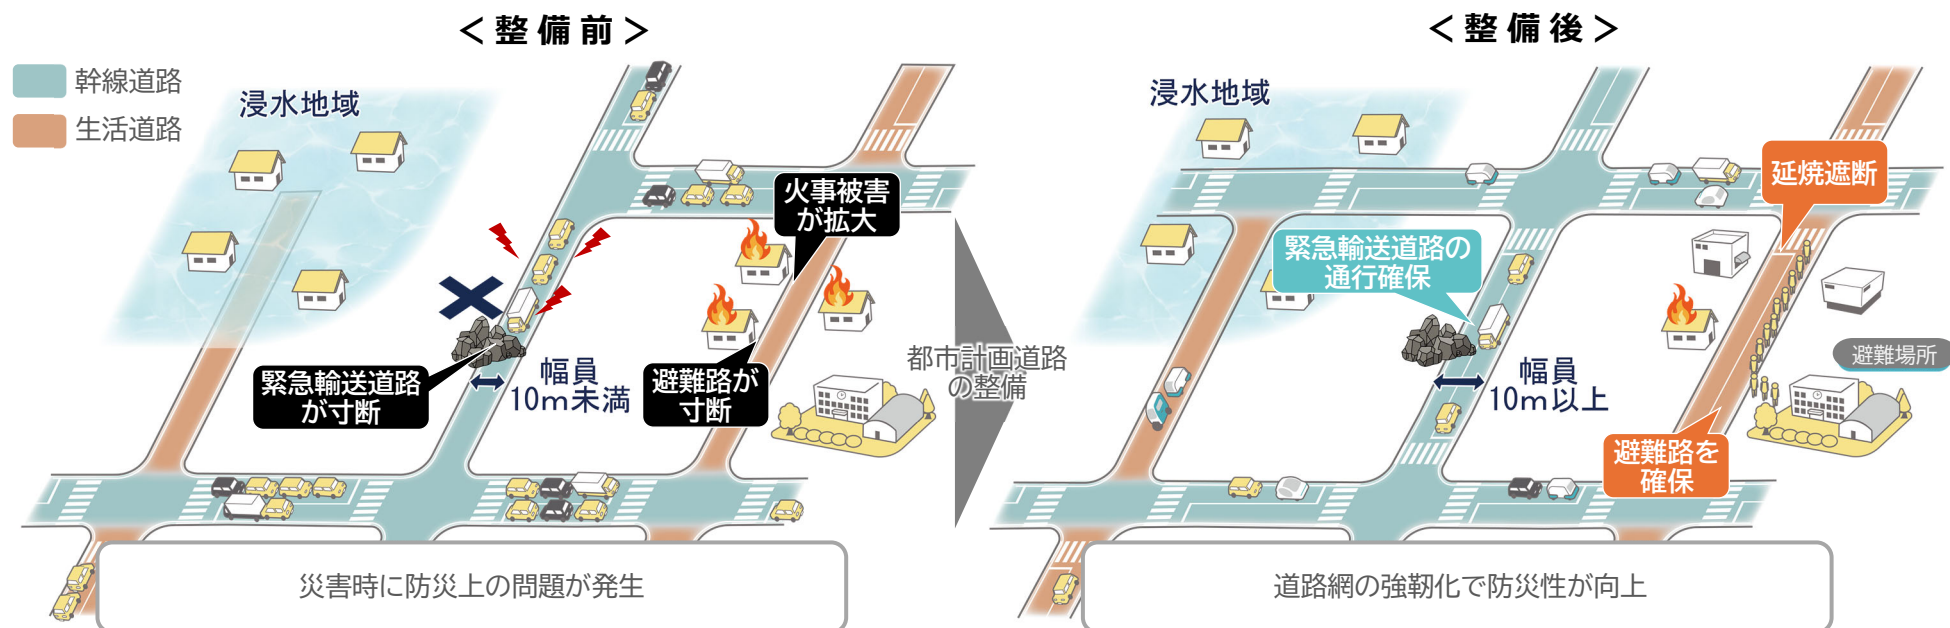 ＜整備前＞
幹線道路
生活道路
浸水地域
火事被害
が拡大
緊急輸送道路
が寸断
幅員
10m未満
避難路が
寸断
災害時に防災上の問題が発生
都市計画道路
の整備
＜整備後＞
浸水地域
延焼遮断
緊急輸送道路の
通行確保
幅員
10m以上
避難場所
避難路を
確保
道路網の強靭化で防災性が向上